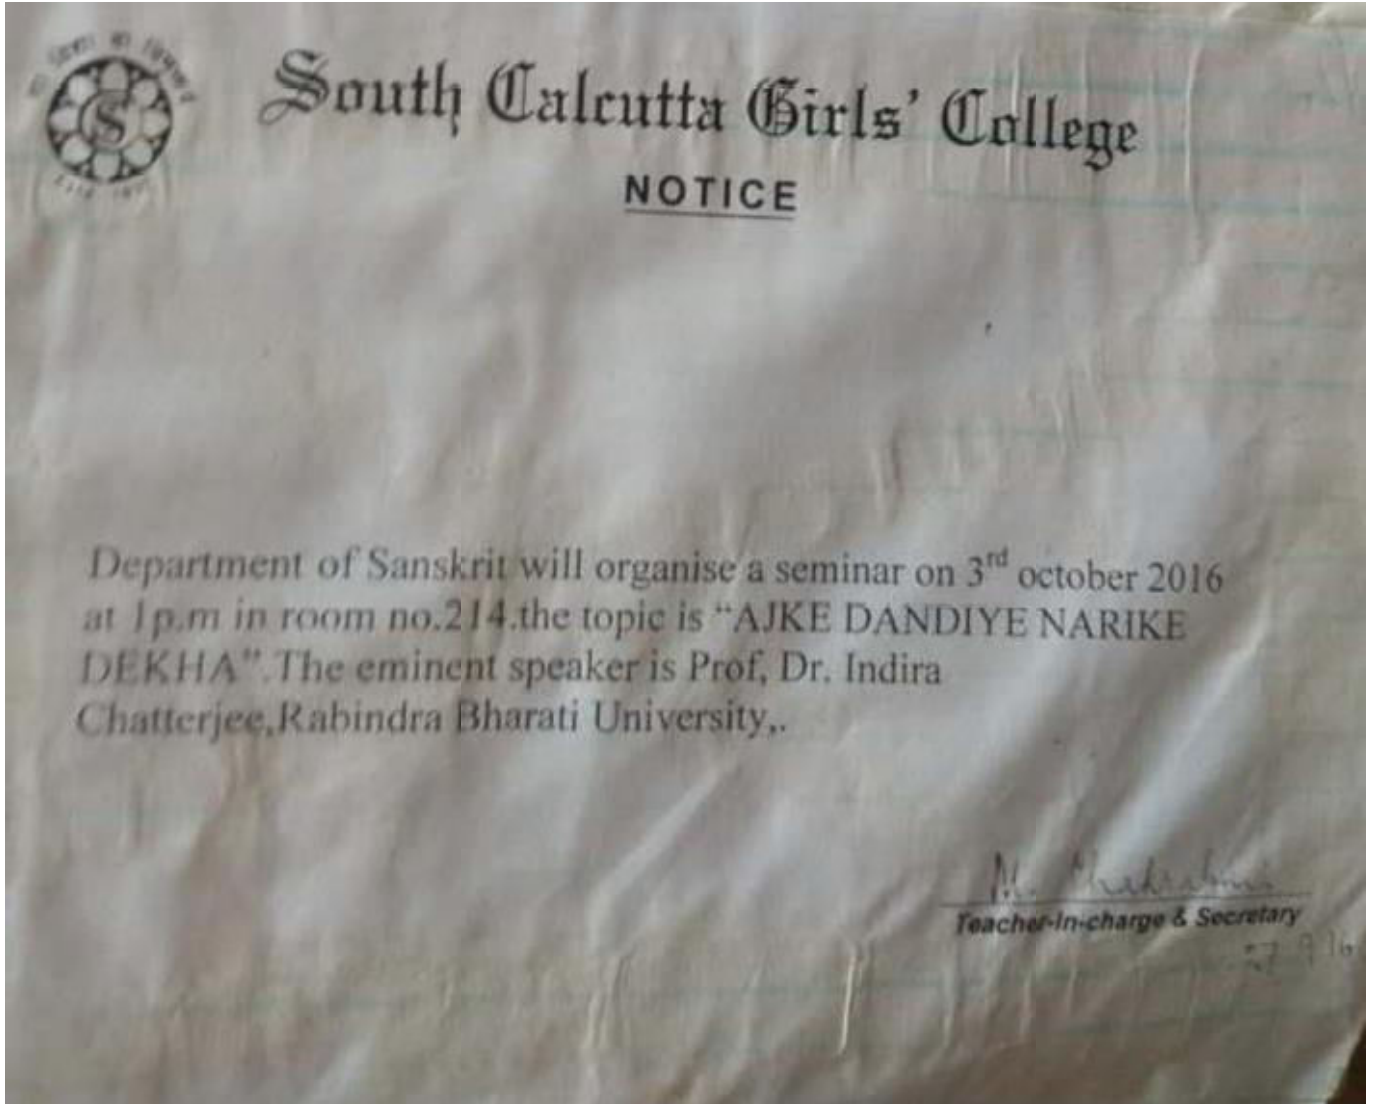 South Calcutta Girls' College
NOTICE
Department of Sanskrit will organise a seminar on 3rd october 2016
at 1p.m in room no.214.the topic is "AJKE DANDIYE NARIKE
DEKHA".The eminent speaker is Prof, Dr. Indira
Chatterjee,Rabindra Bharati University,.
Teacher-in-charge & Secretary